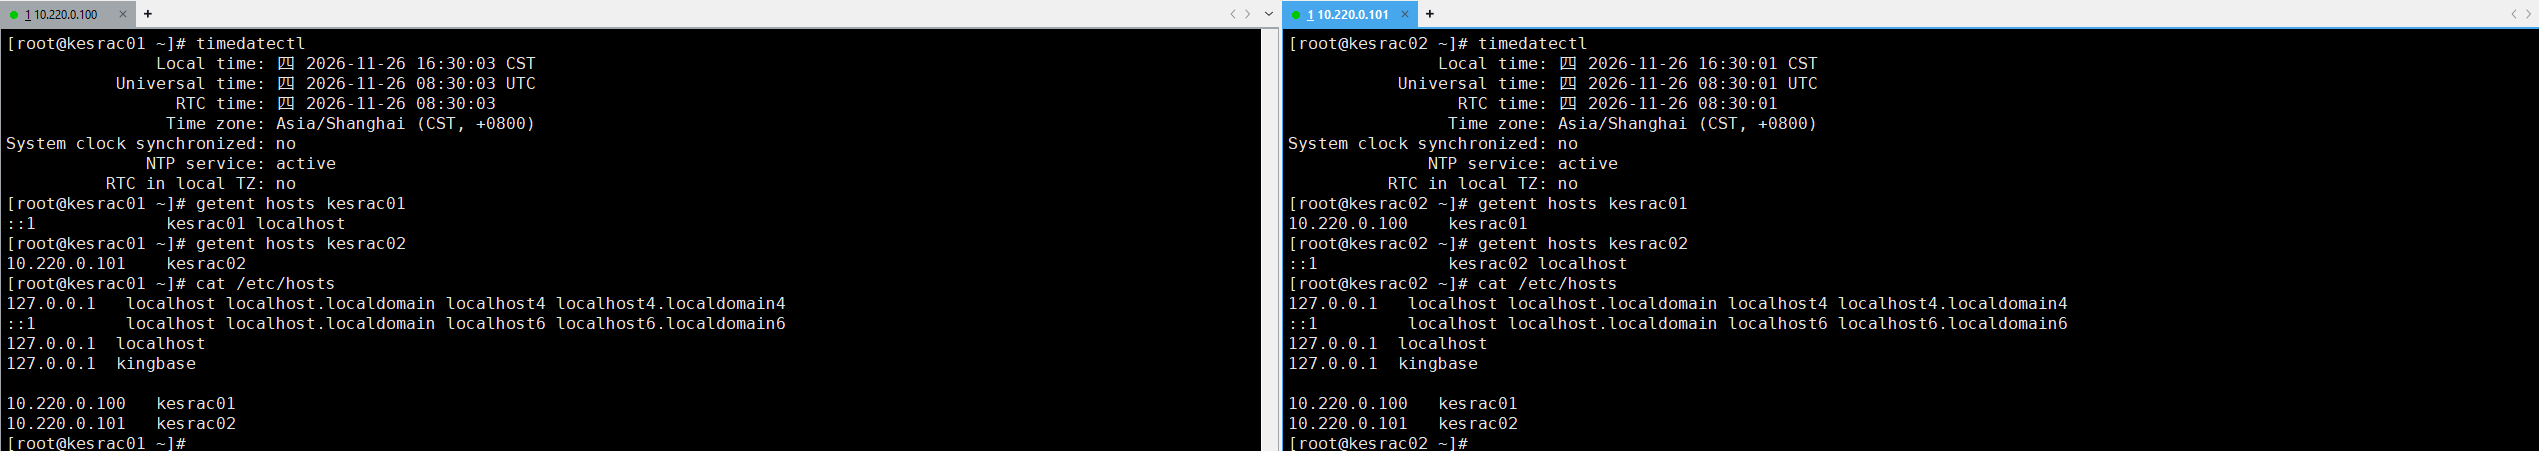 1 10.220.0.100
[root@kesrac01 ~]# timedatectl
Local time: 四 2026-11-26 16:30:03 CST
Universal time: 四 2026-11-26 08:30:03 UTC
RTC time: 四 2026-11-26 08:30:03
Time zone: Asia/Shanghai (CST, +0800)
System clock synchronized: no
NTP service: active
RTC in local TZ: no
[root@kesrac01 ~]# getent hosts kesrac01
::1             kesrac01 localhost
[root@kesrac01 ~]# getent hosts kesrac02
10.220.0.101    kesrac02
[root@kesrac01 ~]# cat /etc/hosts
127.0.0.1   localhost localhost.localdomain localhost4 localhost4.localdomain4
::1         localhost localhost.localdomain localhost6 localhost6.localdomain6
127.0.0.1  localhost
127.0.0.1  kingbase
10.220.0.100   kesrac01
10.220.0.101   kesrac02
[root@kesrac01 ~]#
1 10.220.0.101
[root@kesrac02 ~]# timedatectl
Local time: 四 2026-11-26 16:30:01 CST
Universal time: 四 2026-11-26 08:30:01 UTC
RTC time: 四 2026-11-26 08:30:01
Time zone: Asia/Shanghai (CST, +0800)
System clock synchronized: no
NTP service: active
RTC in local TZ: no
[root@kesrac02 ~]# getent hosts kesrac01
10.220.0.100    kesrac01
[root@kesrac02 ~]# getent hosts kesrac02
::1             kesrac02 localhost
[root@kesrac02 ~]# cat /etc/hosts
127.0.0.1   localhost localhost.localdomain localhost4 localhost4.localdomain4
::1         localhost localhost.localdomain localhost6 localhost6.localdomain6
127.0.0.1  localhost
127.0.0.1  kingbase
10.220.0.100   kesrac01
10.220.0.101   kesrac02
[root@kesrac02 ~]#